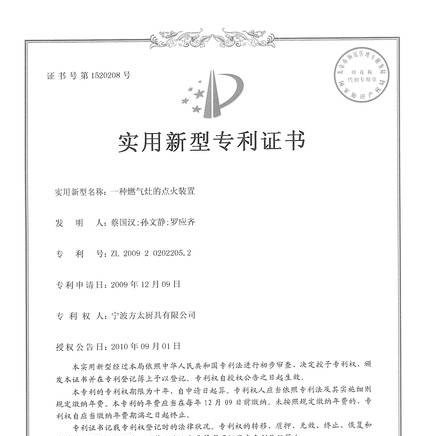 证书号第1520208号
实用新型专利证书
实用新型名称：一种燃气灶的点火装置
发 明 人：蔡国汉；孙文静；罗应齐
专 利 号：ZL 2009 2 0202205.2
专利申请日：2009年12月09日
专 利 权 人：宁波方太厨具有限公司
授权公告日：2010年09月01日
本实用新型经过本局依照中华人民共和国专利法进行初步审查，决定授予专利权，颁
发本证书并在专利登记簿上予以登记。专利权自授权公告之日起生效。
本专利的专利权期限为十年，自申请日起算。专利权人应当依照专利法及其实施细则
规定缴纳年费。本专利的年费应当在每年12月09日前缴纳。未按照规定缴纳年费的，专
利权自应当缴纳年费期满之日起终止。
专利证书记载专利权登记时的法律状况。专利权的转移、质押、无效、终止、恢复和